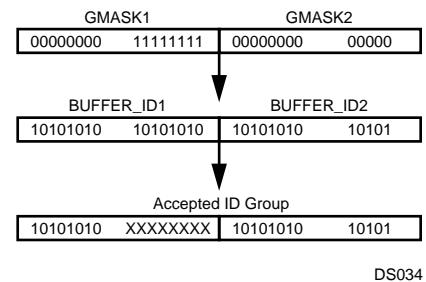 GMASK1 GMASK2
00000000 11111111 00000000 00000
BUFFER_ID1 BUFFER_ID2
10101010 10101010 10101010 10101
Accepted ID Group
10101010 XXXXXXXX 10101010 10101
DS034